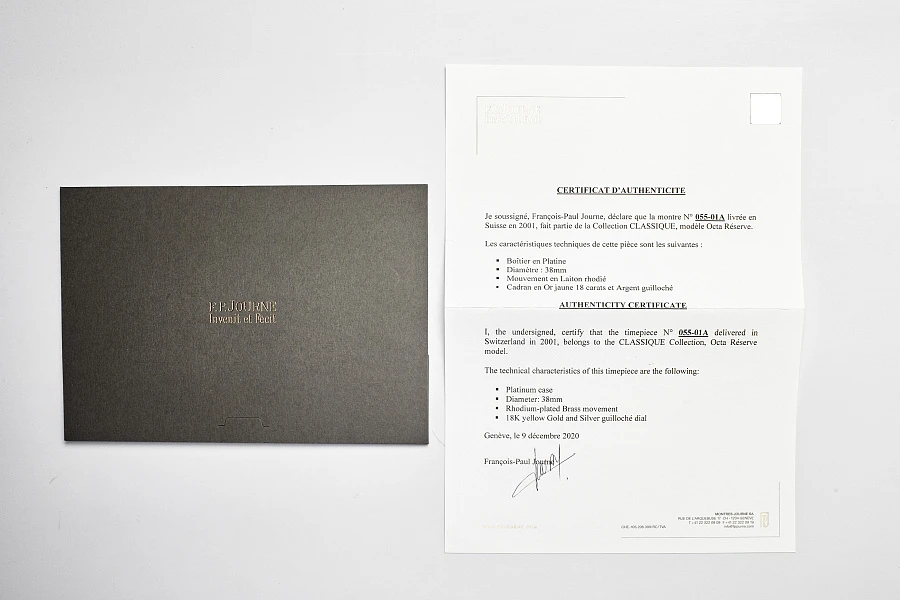 F.P.JOURNE
Invenit et Fecit
CERTIFICAT D'AUTHENTICITE
Je soussigné, François-Paul Journe, déclare que la montre N° 055-01A livrée en
Suisse en 2001, fait partie de la Collection CLASSIQUE, modèle Octa Réserve.
Les caractéristiques techniques de cette pièce sont les suivantes :
• Boîtier en Platine
• Diamètre : 38mm
• Mouvement en Laiton rhodié
• Cadran en Or jaune 18 carats et Argent guilloché
AUTHENTICITY CERTIFICATE
I, the undersigned, certify that the timepiece N° 055-01A delivered in
Switzerland in 2001, belongs to the CLASSIQUE Collection, Octa Réserve
model.
The technical characteristics of this timepiece are the following:
• Platinum case
• Diameter: 38mm
• Rhodium-plated Brass movement
• 18K yellow Gold and Silver guilloché dial
Genève, le 9 décembre 2020
François-Paul Journe
MONTRES JOURNE SA
RUE DE L'ARQUEBUSE 
info@fpjourne.com